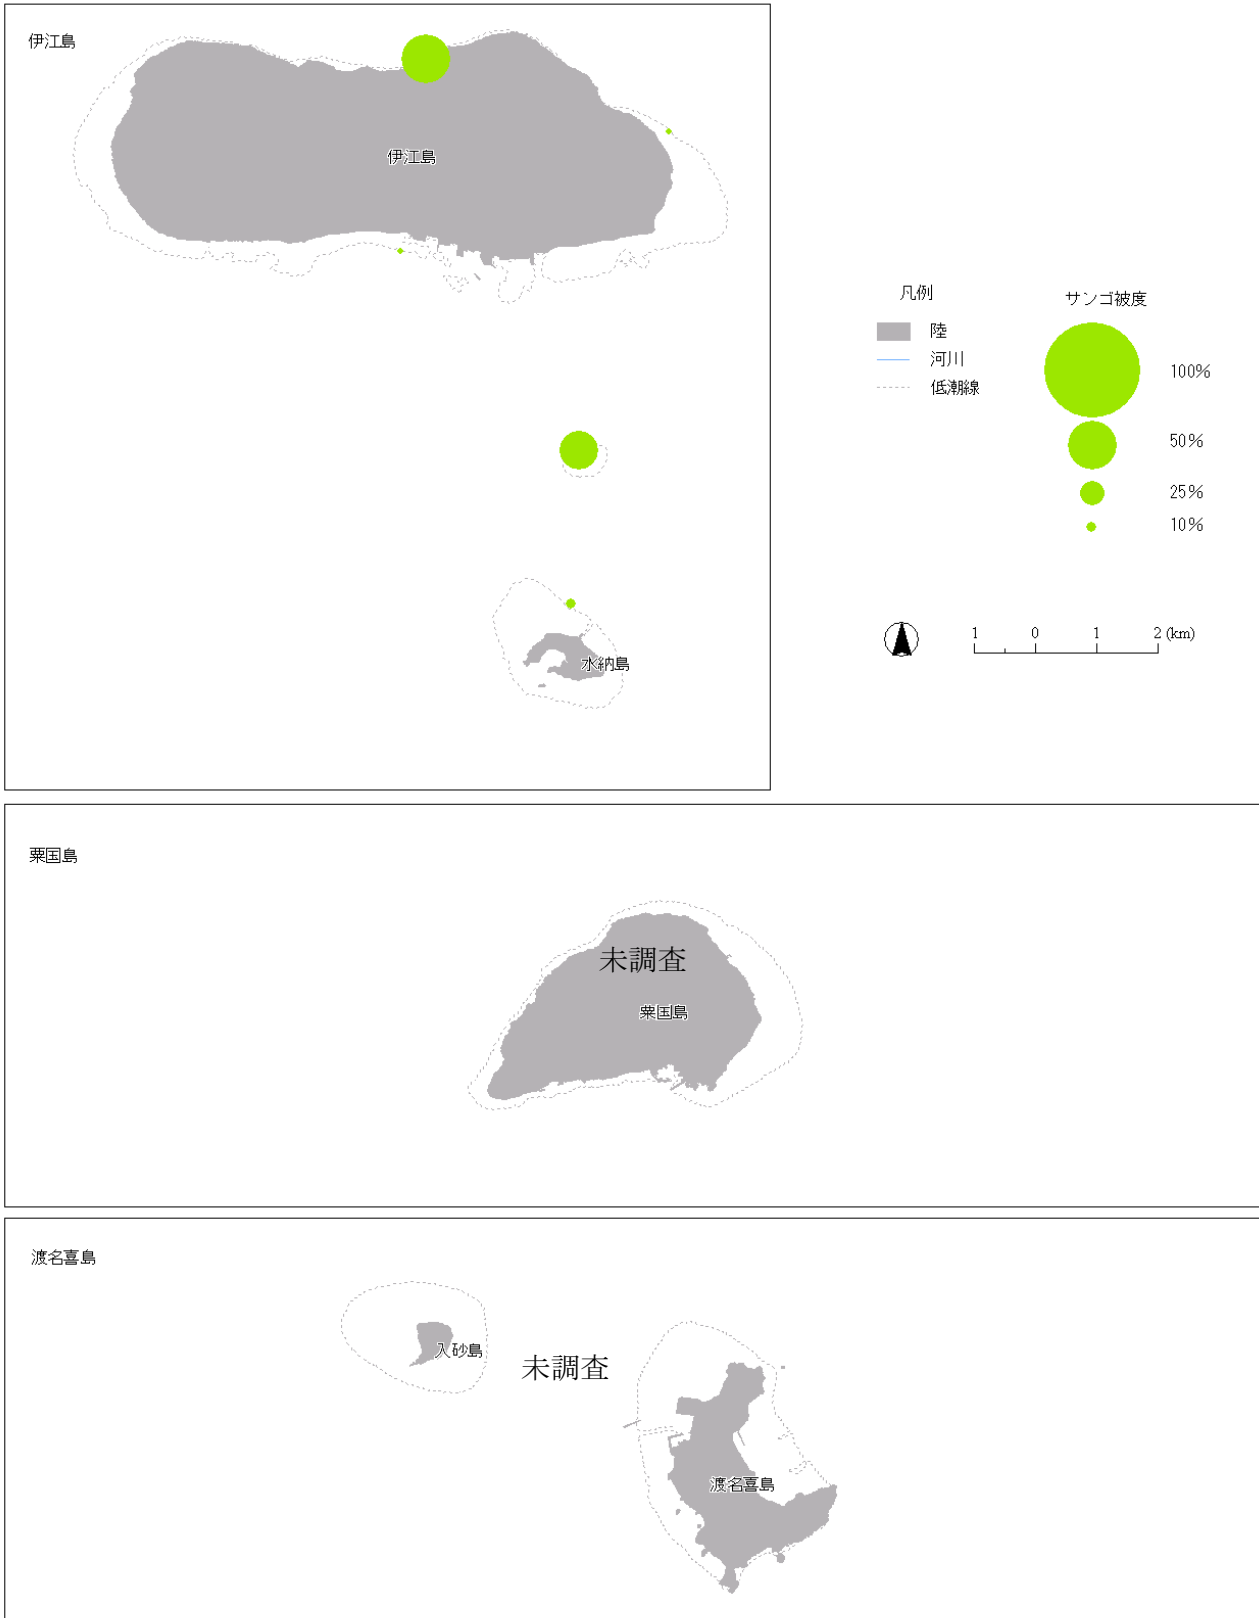 伊江島
伊江島
水納島
凡例
陸
河川
低潮線
サンゴ被度
100%
50%
25%
10%
1 0 1 2 (km)
粟国島
未調査
粟国島
渡名喜島
入砂島
未調査
渡名喜島